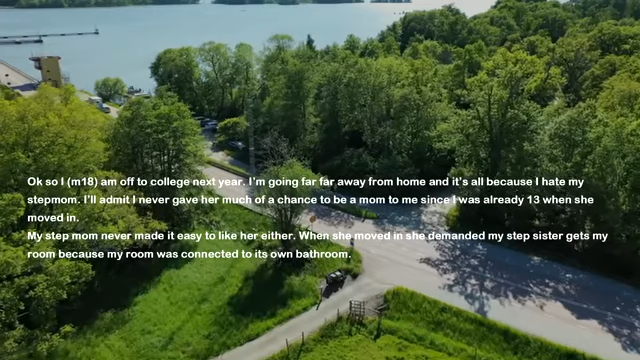 Ok so I (m18) am off to college next year. I'm going far far away from home and it's all because I hate my
stepmom. I'll admit I never gave her much of a chance to be a mom to me since I was already 13 when she
moved in.
My step mom never made it easy to like her either. When she moved in she demanded my step sister gets my
room because my room was connected to its own bathroom.